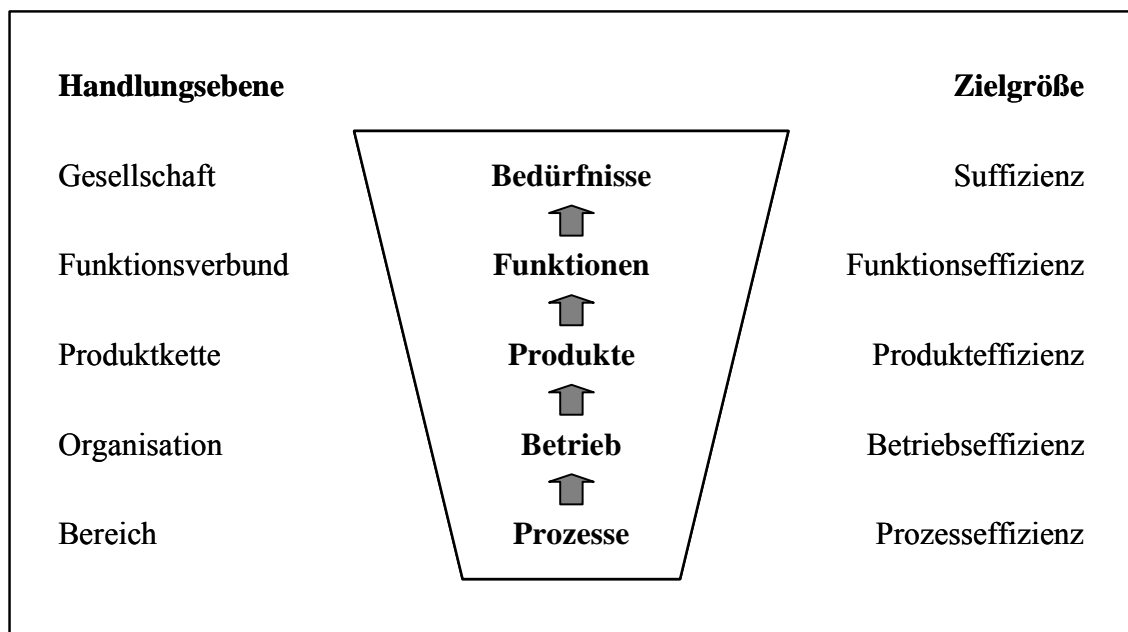 Handlungsebene Zielgröße
Gesellschaft Bedürfnisse Suffizienz
Funktionsverbund Funktionen Funktionseffizienz
Produktkette Produkte Produkteffizienz
Organisation Betrieb Betriebseffizienz
Bereich Prozesse Prozesseffizienz